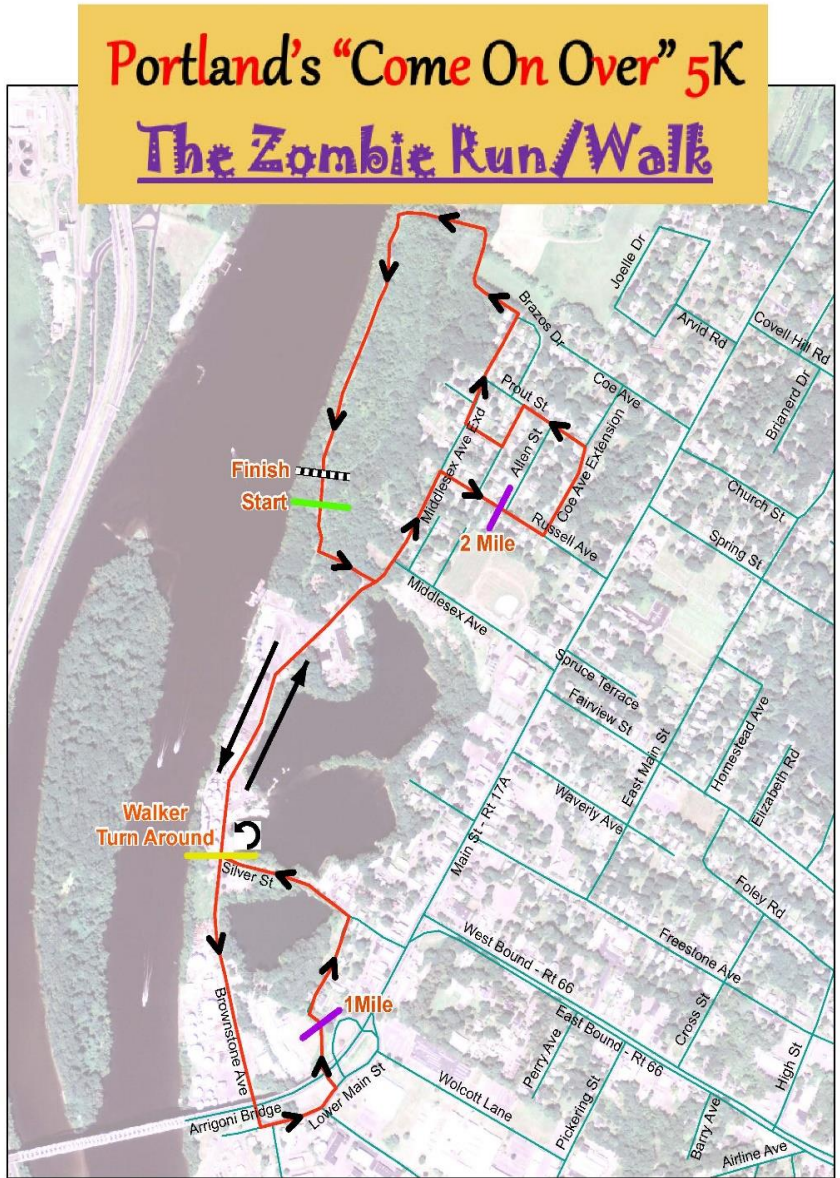 Portland's "Come On Over" 5K
The Zombie Run/Walk
Joelle Dr
Arvid Rd
Covell Hill Rd
Brianerd Dr
Brazos Dr
Coe Ave
Prout St
Allen St
Middlesex Ave Exd
Coe Ave Extension
Church St
Spring St
Finish
Start
2 Mile
Russell Ave
Middlesex Ave
Spruce Terrace
Fairview St
East Main St
Homestead Ave
Elizabeth Rd
Main St - Rt 17A
Waverly Ave
Walker
Turn Around
Silver St
Foley Rd
West Bound - Rt 66
Freestone Ave
Brownstone Ave
1Mile
East Bound - Rt 66
Cross St
High St
Perry Ave
Arrigoni Bridge
Lower Main St
Wolcott Lane
Pickering St
Barry Ave
Airline Ave